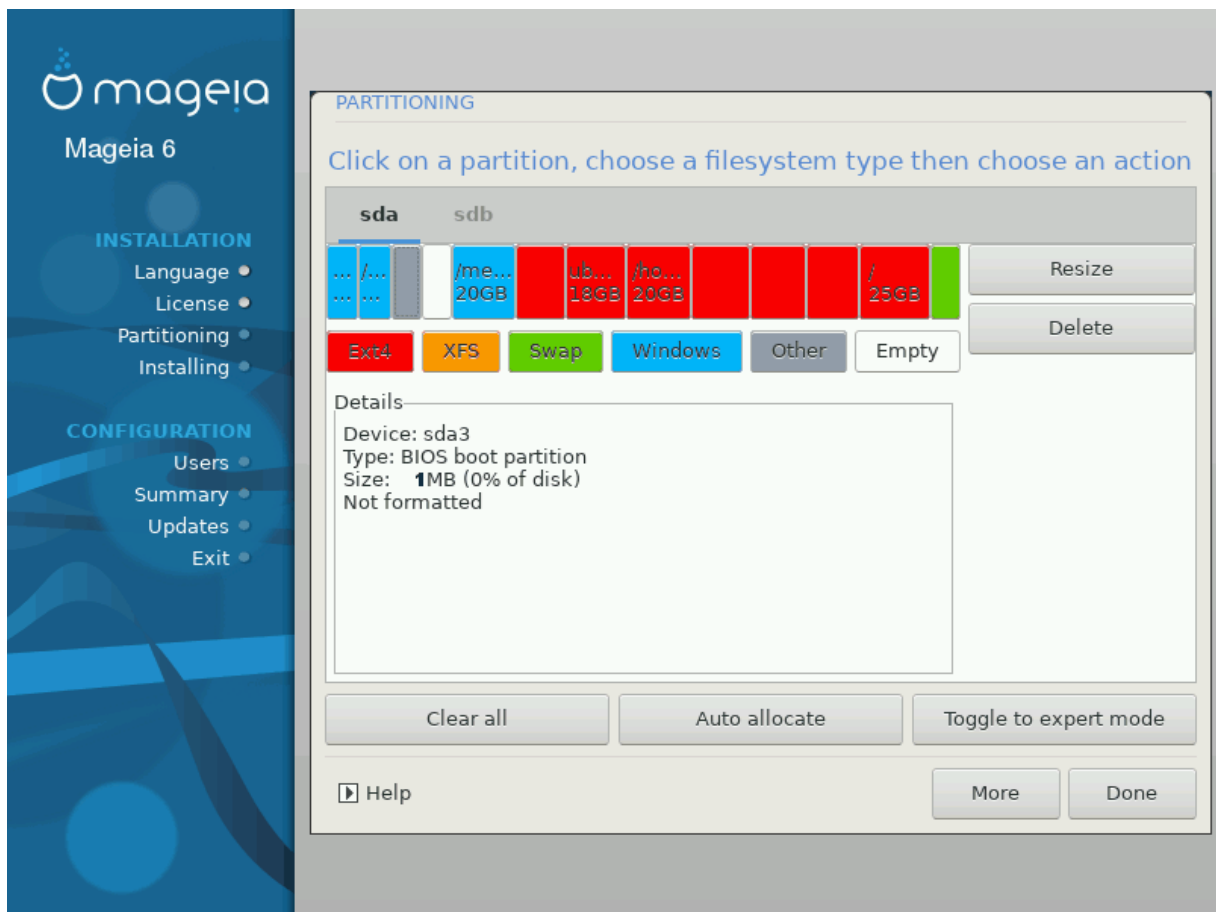 mageia
Mageia 6
INSTALLATION
Language
License
Partitioning
Installing
CONFIGURATION
Users
Summary
Updates
Exit
PARTITIONING
Click on a partition, choose a filesystem type then choose an action
sda sdb
... /... /me... ub... /ho... /
... ... 20GB 18GB 20GB 25GB
Ext4 XFS Swap Windows Other Empty
Resize
Delete
Details
Device: sda3
Type: BIOS boot partition
Size: 1MB (0% of disk)
Not formatted
Clear all Auto allocate Toggle to expert mode
Help More Done